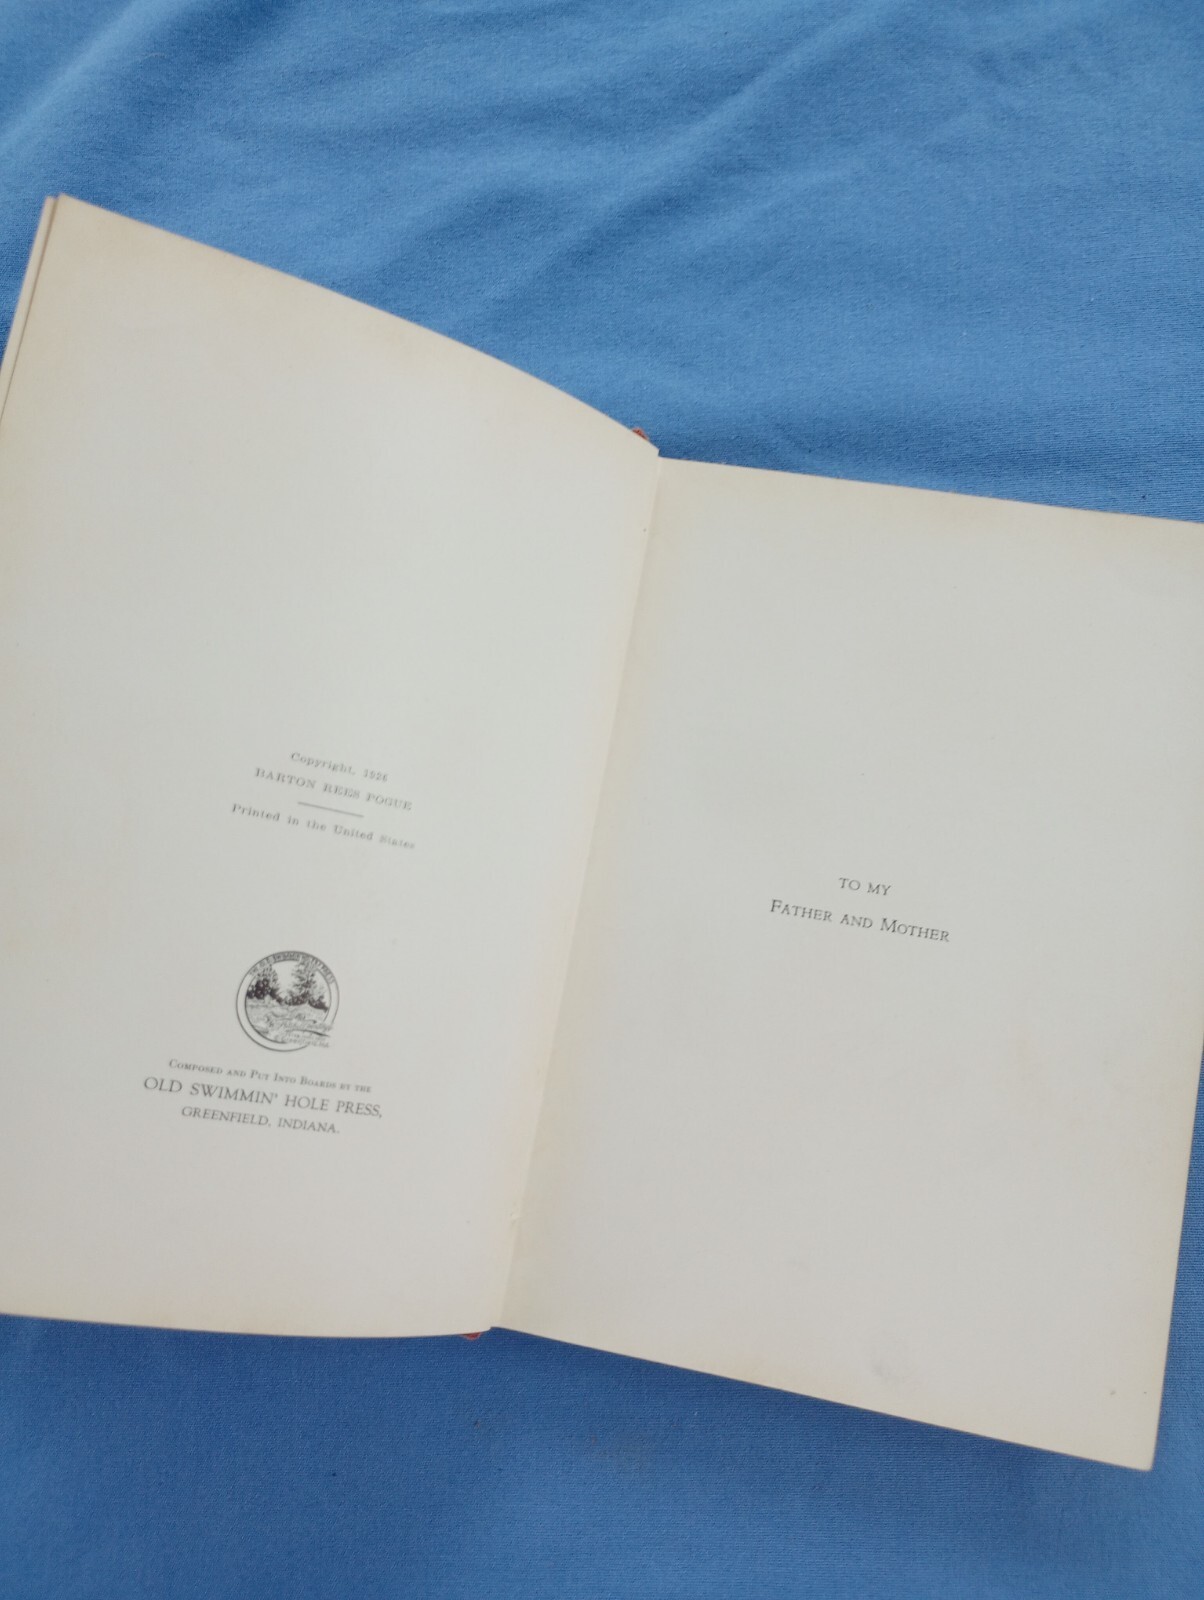 Copyright, 1926
BARTON REES POGUE
Printed in the United States
COMPOSED AND PUT INTO BOARDS BY THE
OLD SWIMMIN' HOLE PRESS,
GREENFIELD, INDIANA.
TO MY
FATHER AND MOTHER